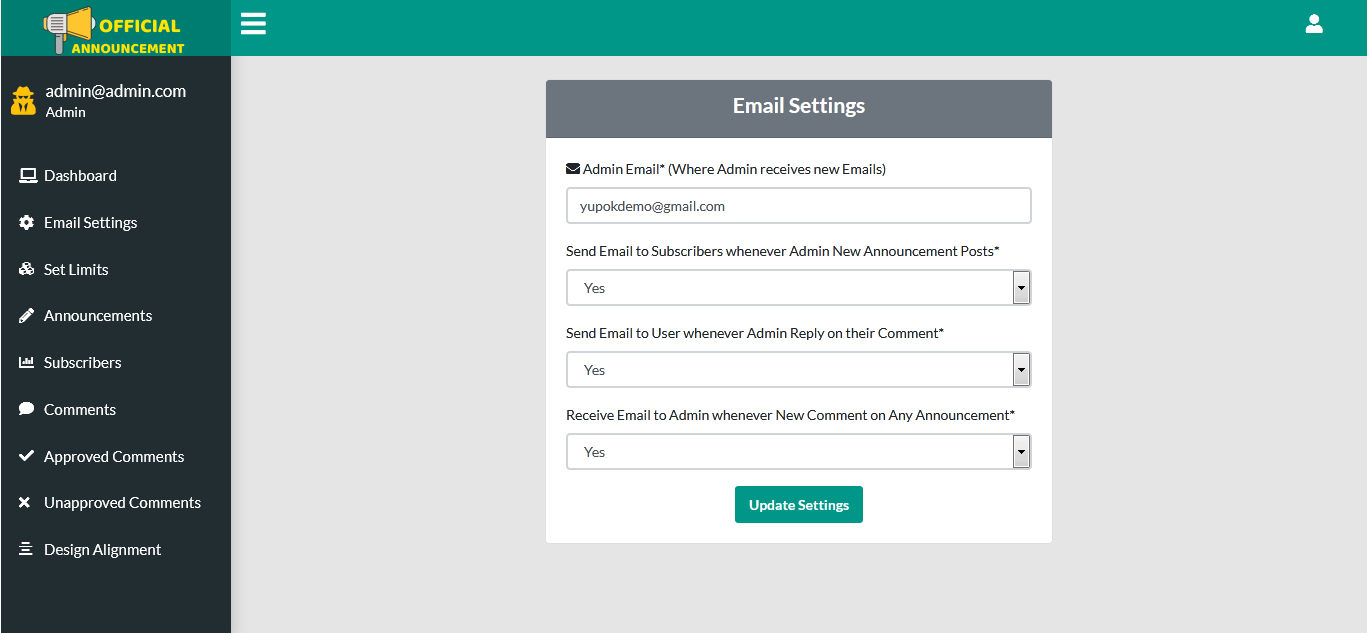 OFFICIAL
ANNOUNCEMENT
admin@admin.com
Admin
Dashboard
Email Settings
Set Limits
Announcements
Subscribers
Comments
Approved Comments
Unapproved Comments
Design Alignment
Email Settings
Admin Email* (Where Admin receives new Emails)
yupokdemo@gmail.com
Send Email to Subscribers whenever Admin New Announcement Posts*
Yes
Send Email to User whenever Admin Reply on their Comment*
Yes
Receive Email to Admin whenever New Comment on Any Announcement*
Yes
Update Settings